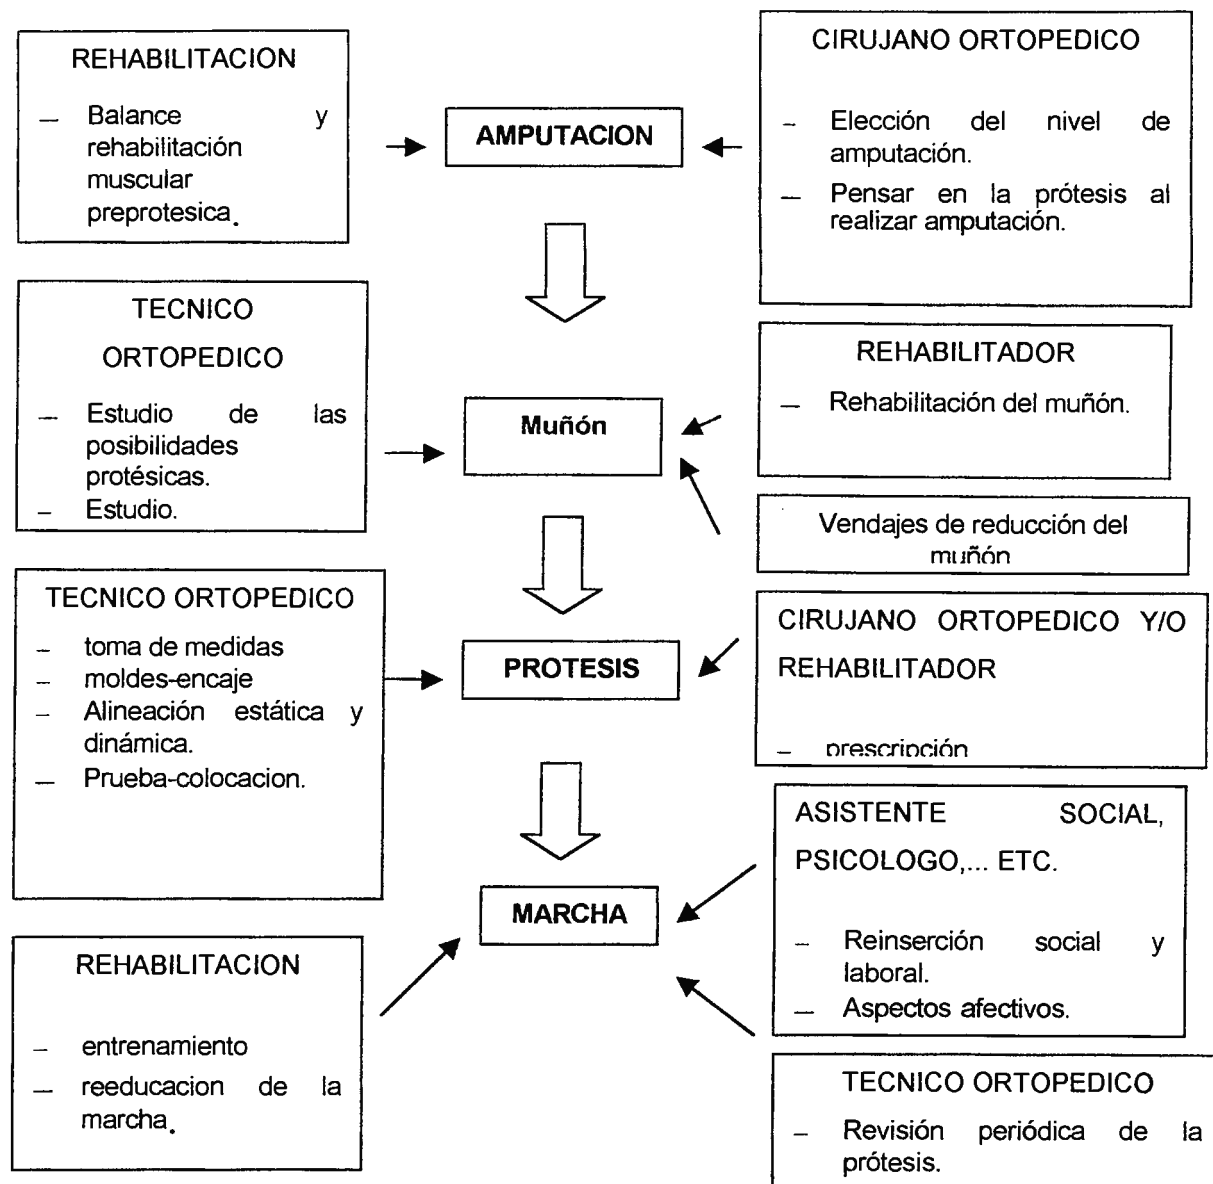 REHABILITACION
— Balance y
rehabilitación
muscular
preprotesica.
AMPUTACION
CIRUJANO ORTOPEDICO
– Elección del nivel de
amputación.
— Pensar en la prótesis al
realizar amputación.
TECNICO
ORTOPEDICO
— Estudio de las
posibilidades
protésicas.
– Estudio.
Muñón
REHABILITADOR
— Rehabilitación del muñón.
Vendajes de reducción del
muñón
TECNICO ORTOPEDICO
– toma de medidas
– moldes-encaje
– Alineación estática y
dinámica.
— Prueba-colocacion.
PROTESIS
CIRUJANO ORTOPEDICO Y/O
REHABILITADOR
– prescripción
MARCHA
ASISTENTE SOCIAL,
PSICOLOGO,... ETC.
– Reinserción social y
laboral.
— Aspectos afectivos.
REHABILITACION
– entrenamiento
— reeducacion de la
marcha.
TECNICO ORTOPEDICO
– Revisión periódica de la
prótesis.